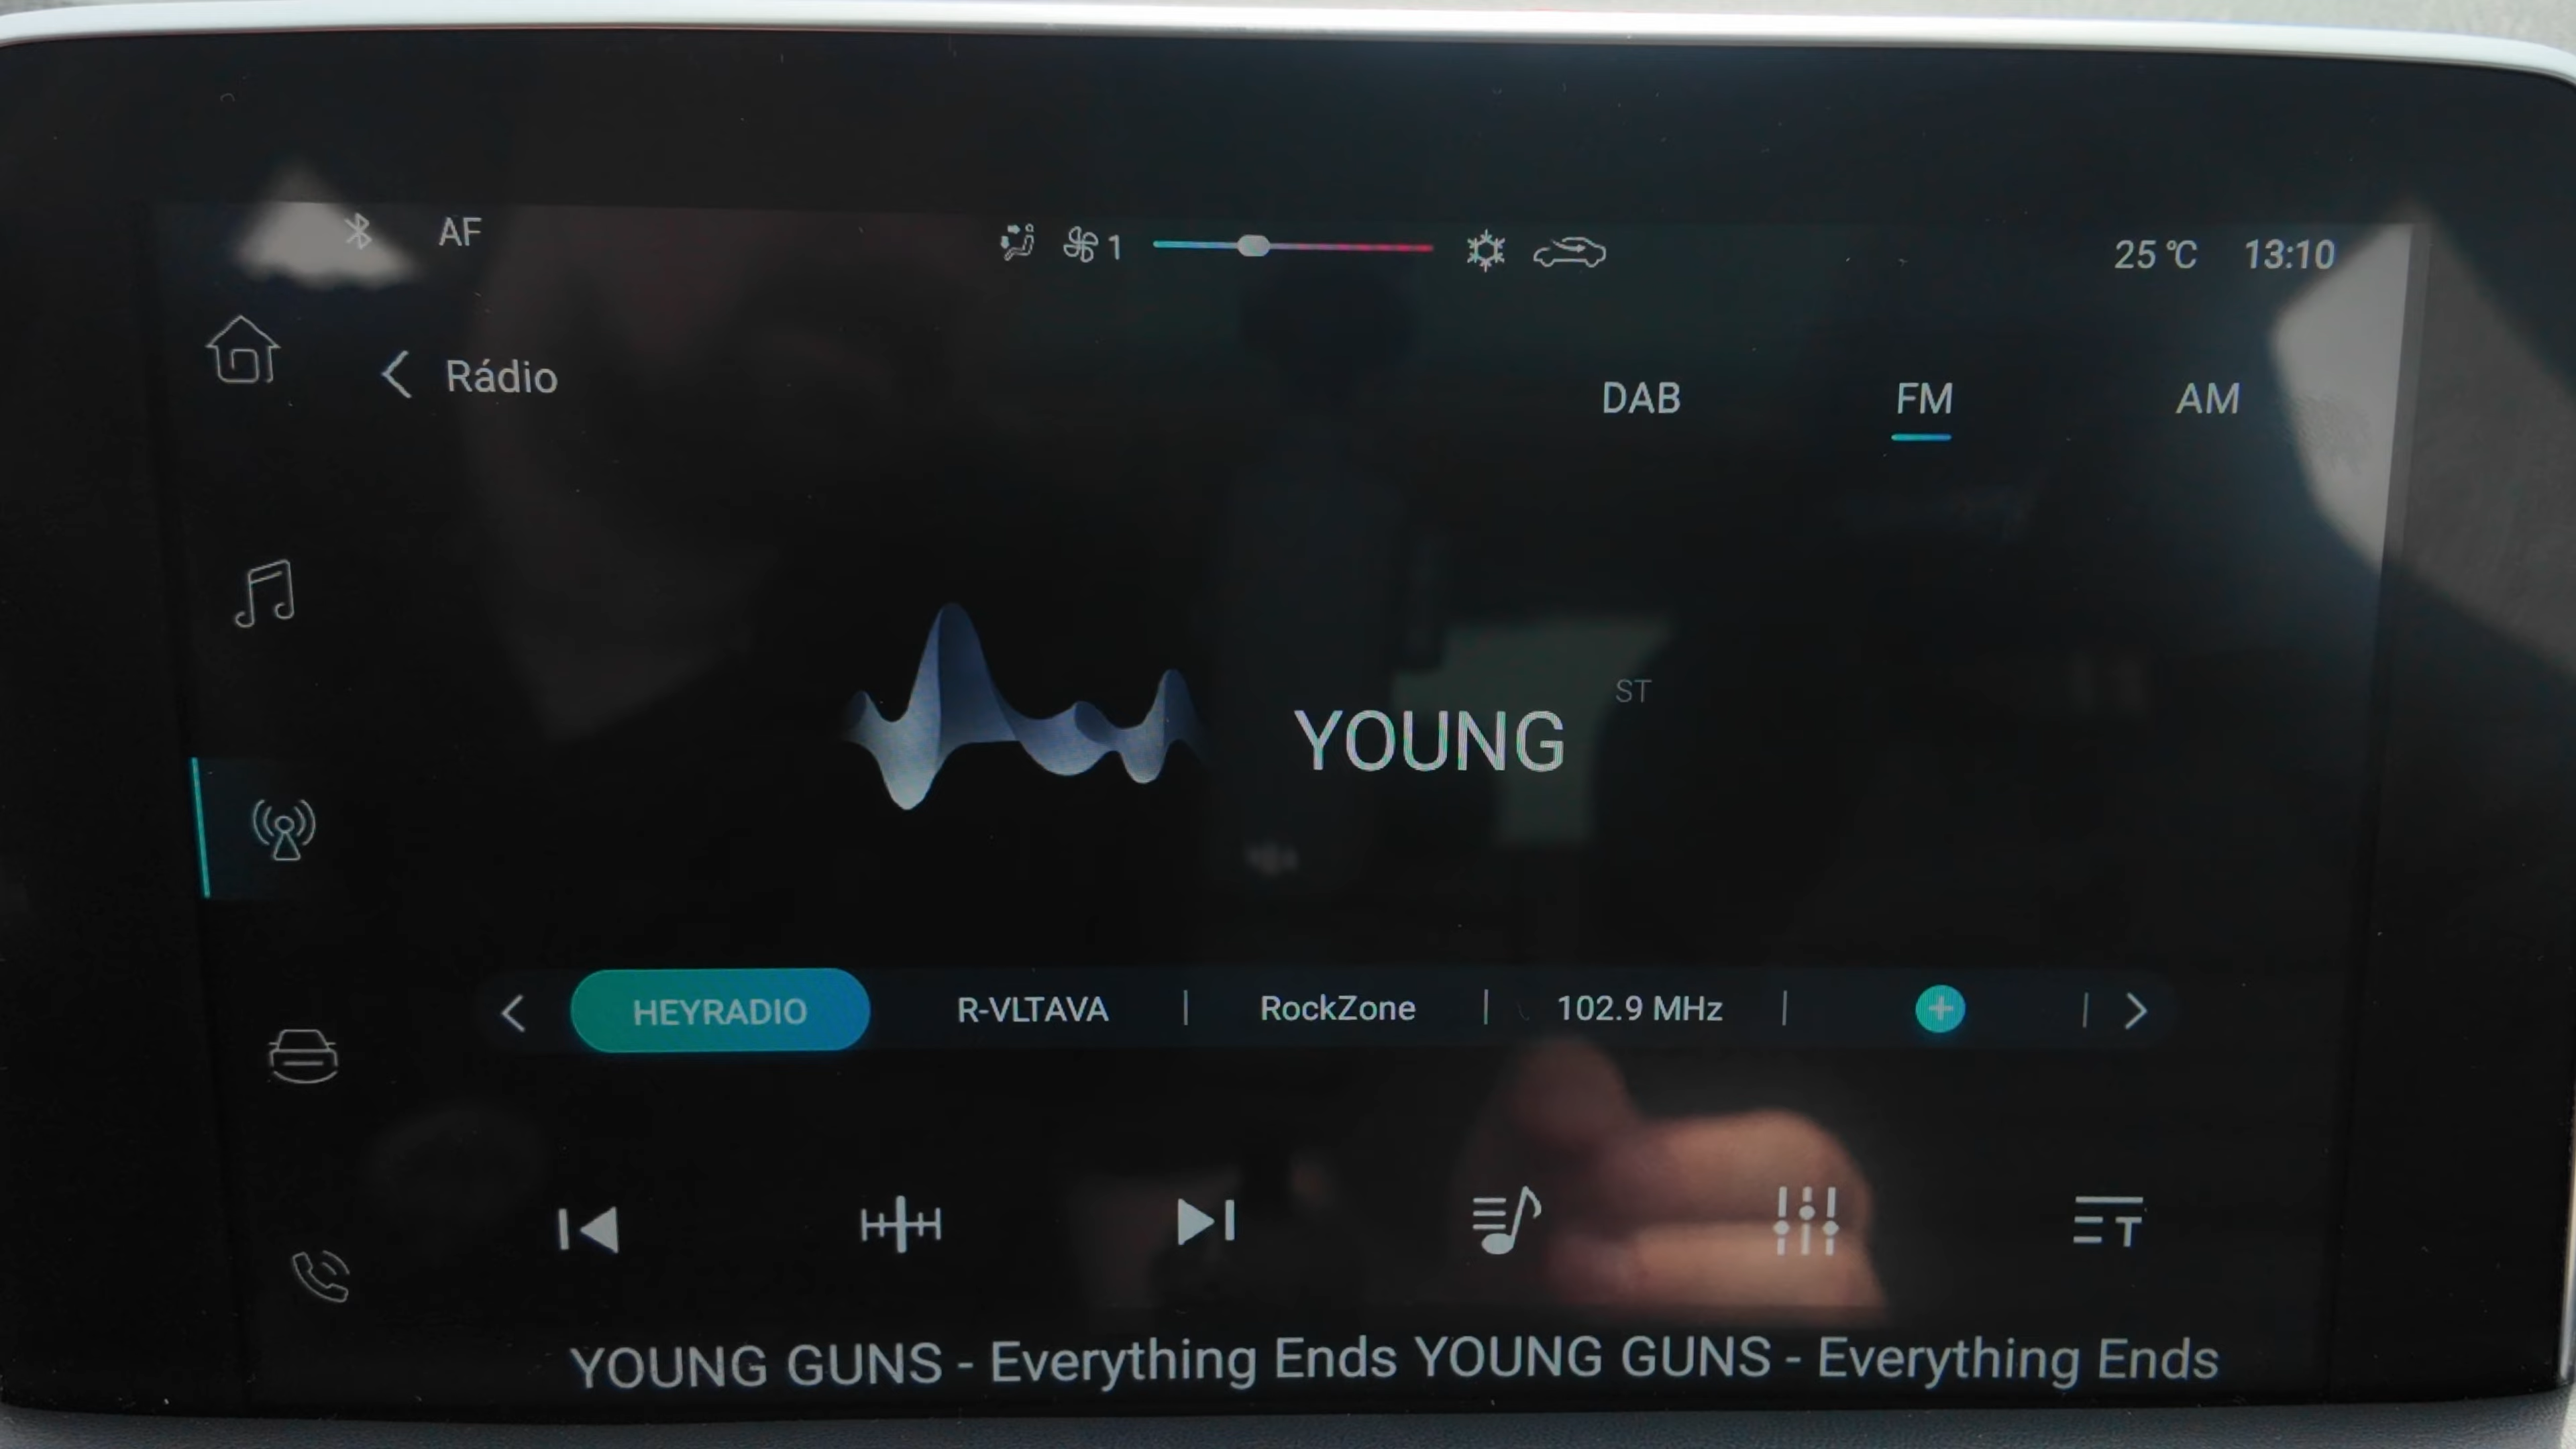 AF 1 25 °C 13:10
Rádio DAB FM AM
ST
YOUNG
HEYRADIO R-VLTAVA RockZone 102.9 MHz
T
YOUNG GUNS - Everything Ends YOUNG GUNS - Everything Ends